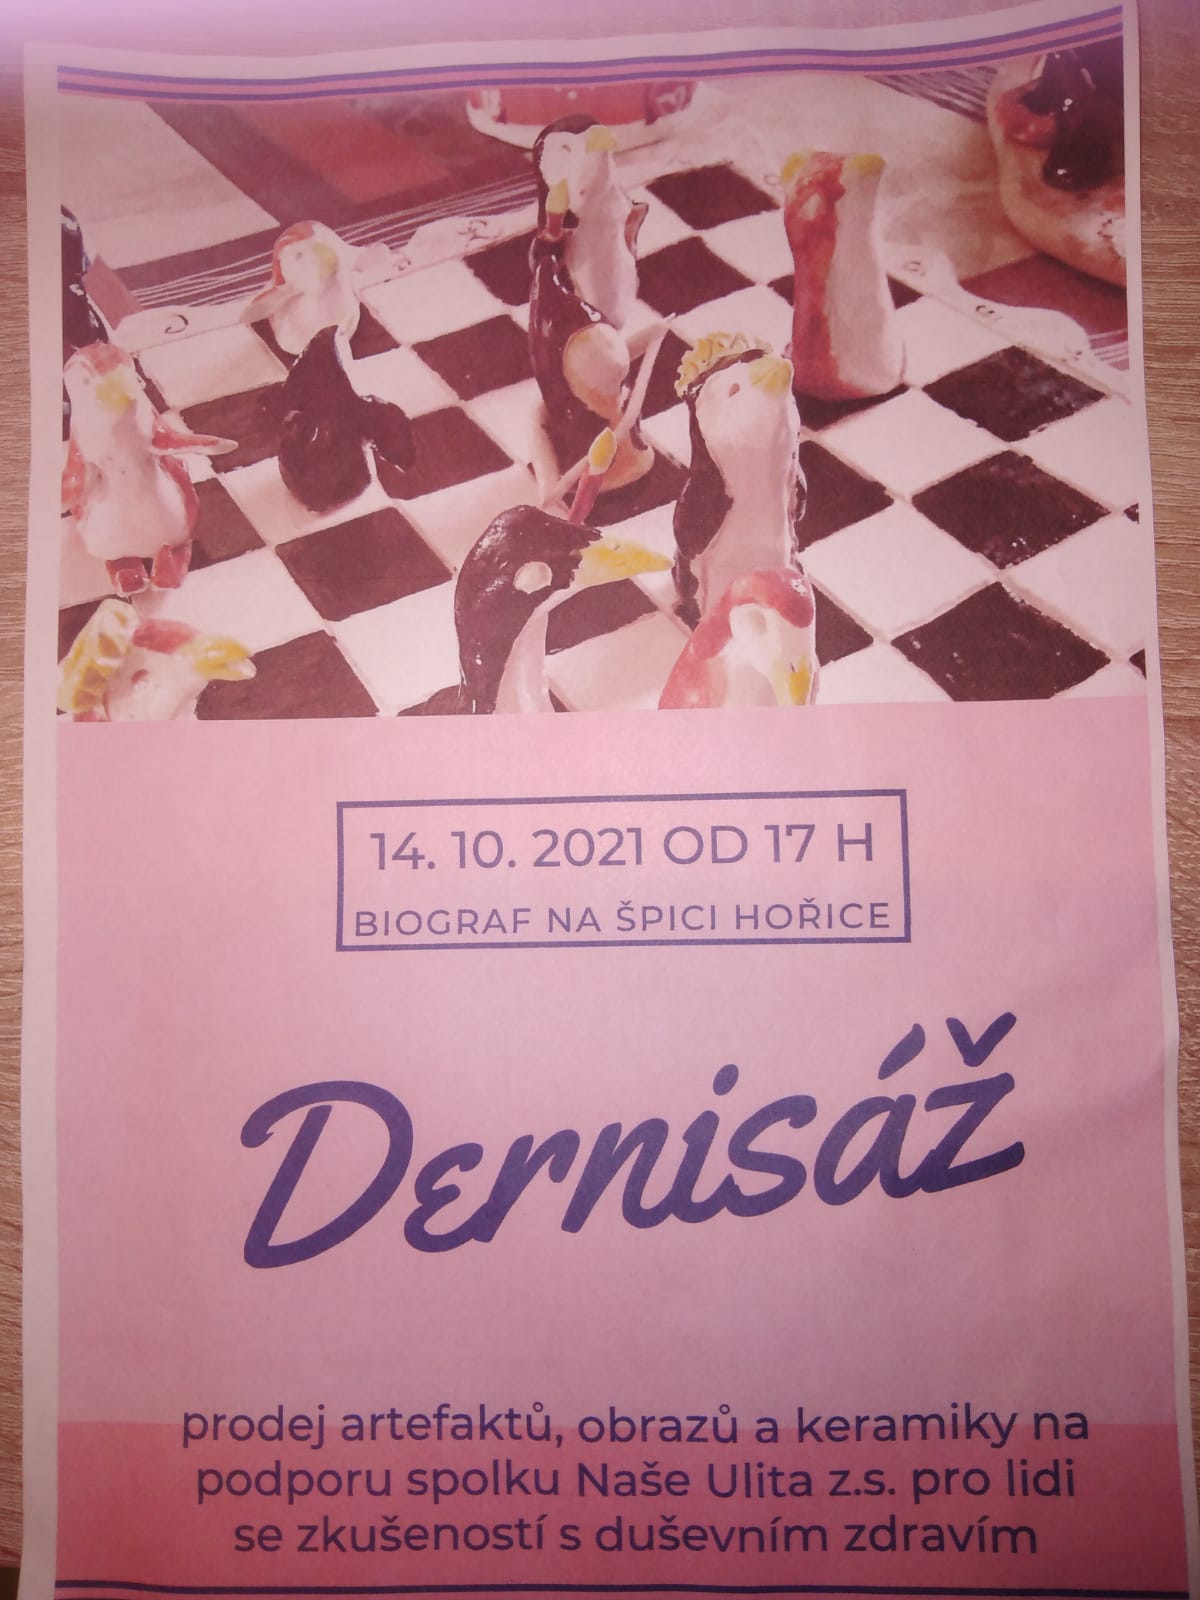 14. 10. 2021 OD 17 H
BIOGRAF NA ŠPICI HOŘICE
Dernisáž
prodej artefaktů, obrazů a keramiky na
podporu spolku Naše Ulita z.s. pro lidi
se zkušeností s duševním zdravím